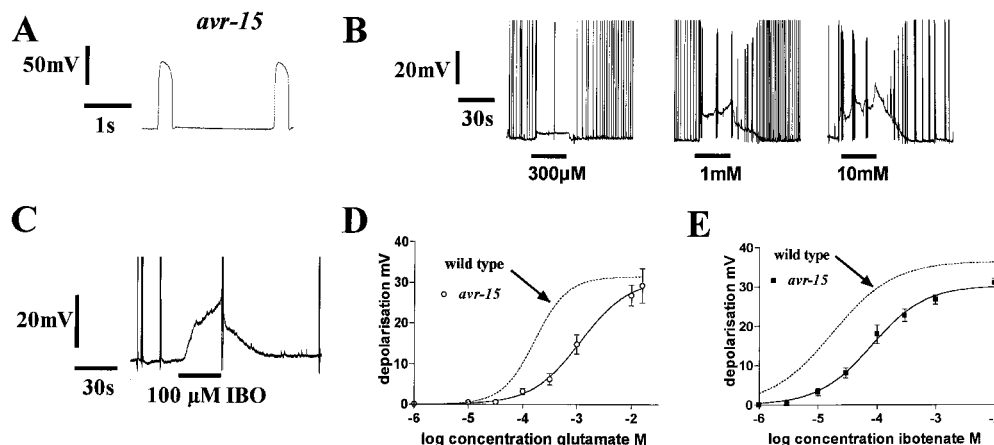 A
avr-15
50mV
1s
B
20mV
30s
300μM
1mM
10mM
C
20mV
30s
100 μM IBO
D
depolarisation mV
40
30
20
10
0
wild type
avr-15
-6
-5
-4
-3
-2
log concentration glutamate M
E
depolarisation mV
40
30
20
10
0
wild type
avr-15
-6
-5
-4
-3
-2
log concentration ibotenate M